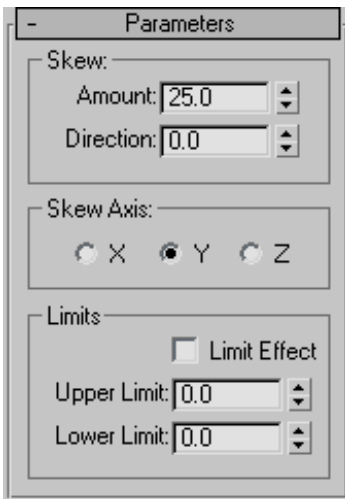 - Parameters
Skew:
Amount: 25.0
Direction: 0.0
Skew Axis:
X Y Z
Limits
Limit Effect
Upper Limit: 0.0
Lower Limit: 0.0